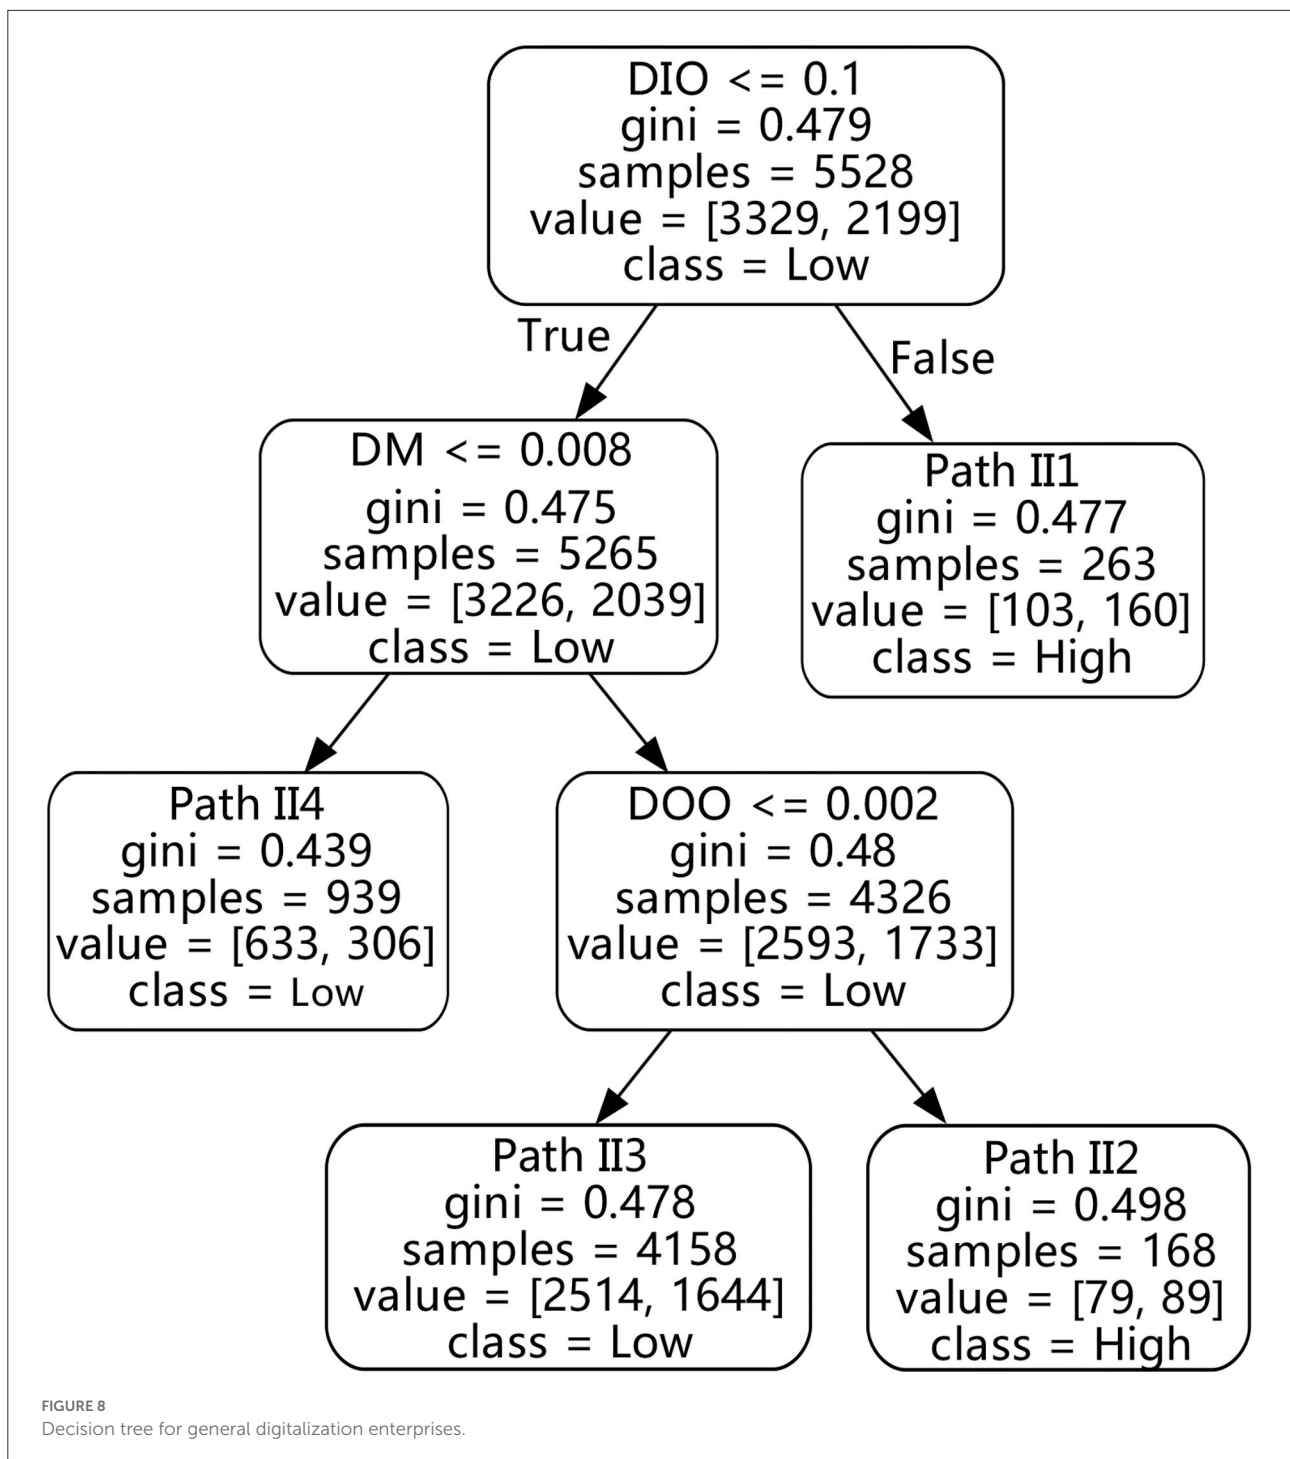 DIO <= 0.1
gini = 0.479
samples = 5528
value = [3329, 2199]
class = Low
True
False
DM <= 0.008
gini = 0.475
samples = 5265
value = [3226, 2039]
class = Low
Path II1
gini = 0.477
samples = 263
value = [103, 160]
class = High
Path II4
gini = 0.439
samples = 939
value = [633, 306]
class = Low
DOO <= 0.002
gini = 0.48
samples = 4326
value = [2593, 1733]
class = Low
Path II3
gini = 0.478
samples = 4158
value = [2514, 1644]
class = Low
Path II2
gini = 0.498
samples = 168
value = [79, 89]
class = High
FIGURE 8
Decision tree for general digitalization enterprises.